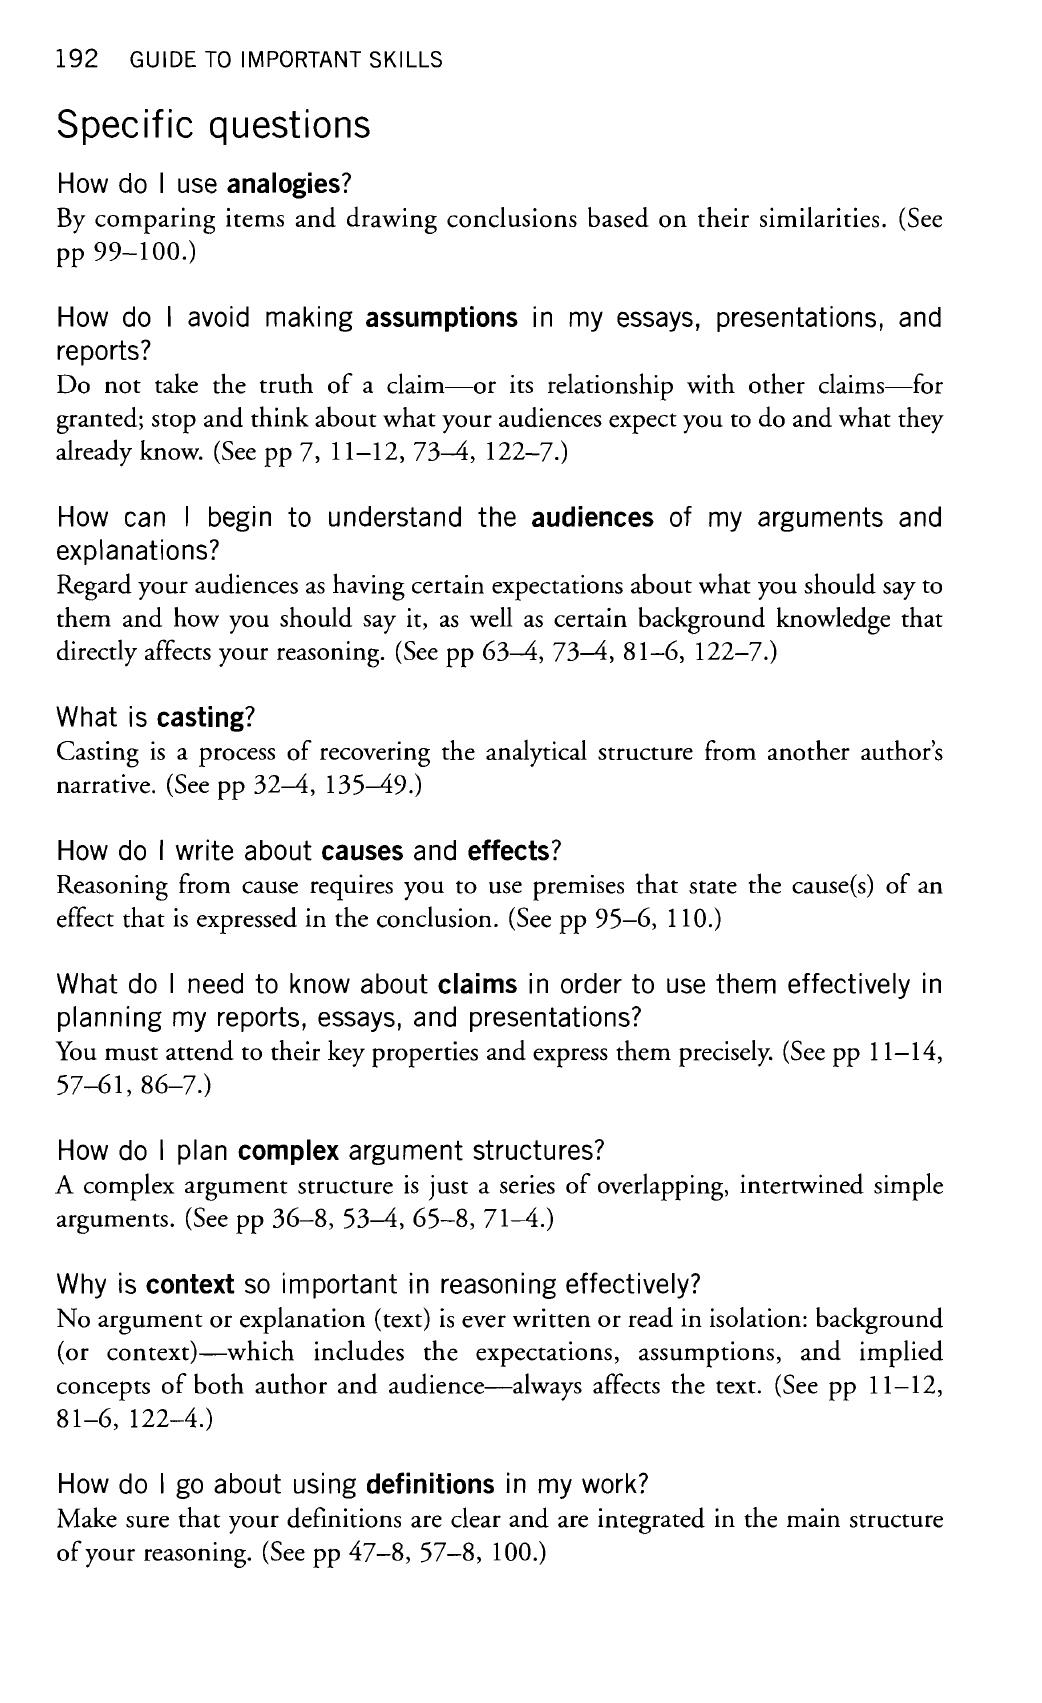 192 GUIDE TO IMPORTANT SKILLS
Specific questions
How do I use analogies?
By comparing items and drawing conclusions based on their similarities. (See
pp 99–100.)
How do I avoid making assumptions in my essays, presentations, and
reports?
Do not take the truth of a claim—or its relationship with other claims—for
granted; stop and think about what your audiences expect you to do and what they
already know. (See pp 7, 11–12, 73–4, 122–7.)
How can I begin to understand the audiences of my arguments and
explanations?
Regard your audiences as having certain expectations about what you should say to
them and how you should say it, as well as certain background knowledge that
directly affects your reasoning. (See pp 63–4, 73–4, 81–6, 122–7.)
What is casting?
Casting is a process of recovering the analytical structure from another author's
narrative. (See pp 32–4, 135–49.)
How do I write about causes and effects?
Reasoning from cause requires you to use premises that state the cause(s) of an
effect that is expressed in the conclusion. (See pp 95–6, 110.)
What do I need to know about claims in order to use them effectively in
planning my reports, essays, and presentations?
You must attend to their key properties and express them precisely. (See pp 11–14,
57–61, 86–7.)
How do I plan complex argument structures?
A complex argument structure is just a series of overlapping, intertwined simple
arguments. (See pp 36–8, 53–4, 65–8, 71–4.)
Why is context so important in reasoning effectively?
No argument or explanation (text) is ever written or read in isolation: background
(or context)—which includes the expectations, assumptions, and implied
concepts of both author and audience—always affects the text. (See pp 11–12,
81–6, 122–4.)
How do I go about using definitions in my work?
Make sure that your definitions are clear and are integrated in the main structure
of your reasoning. (See pp 47–8, 57–8, 100.)